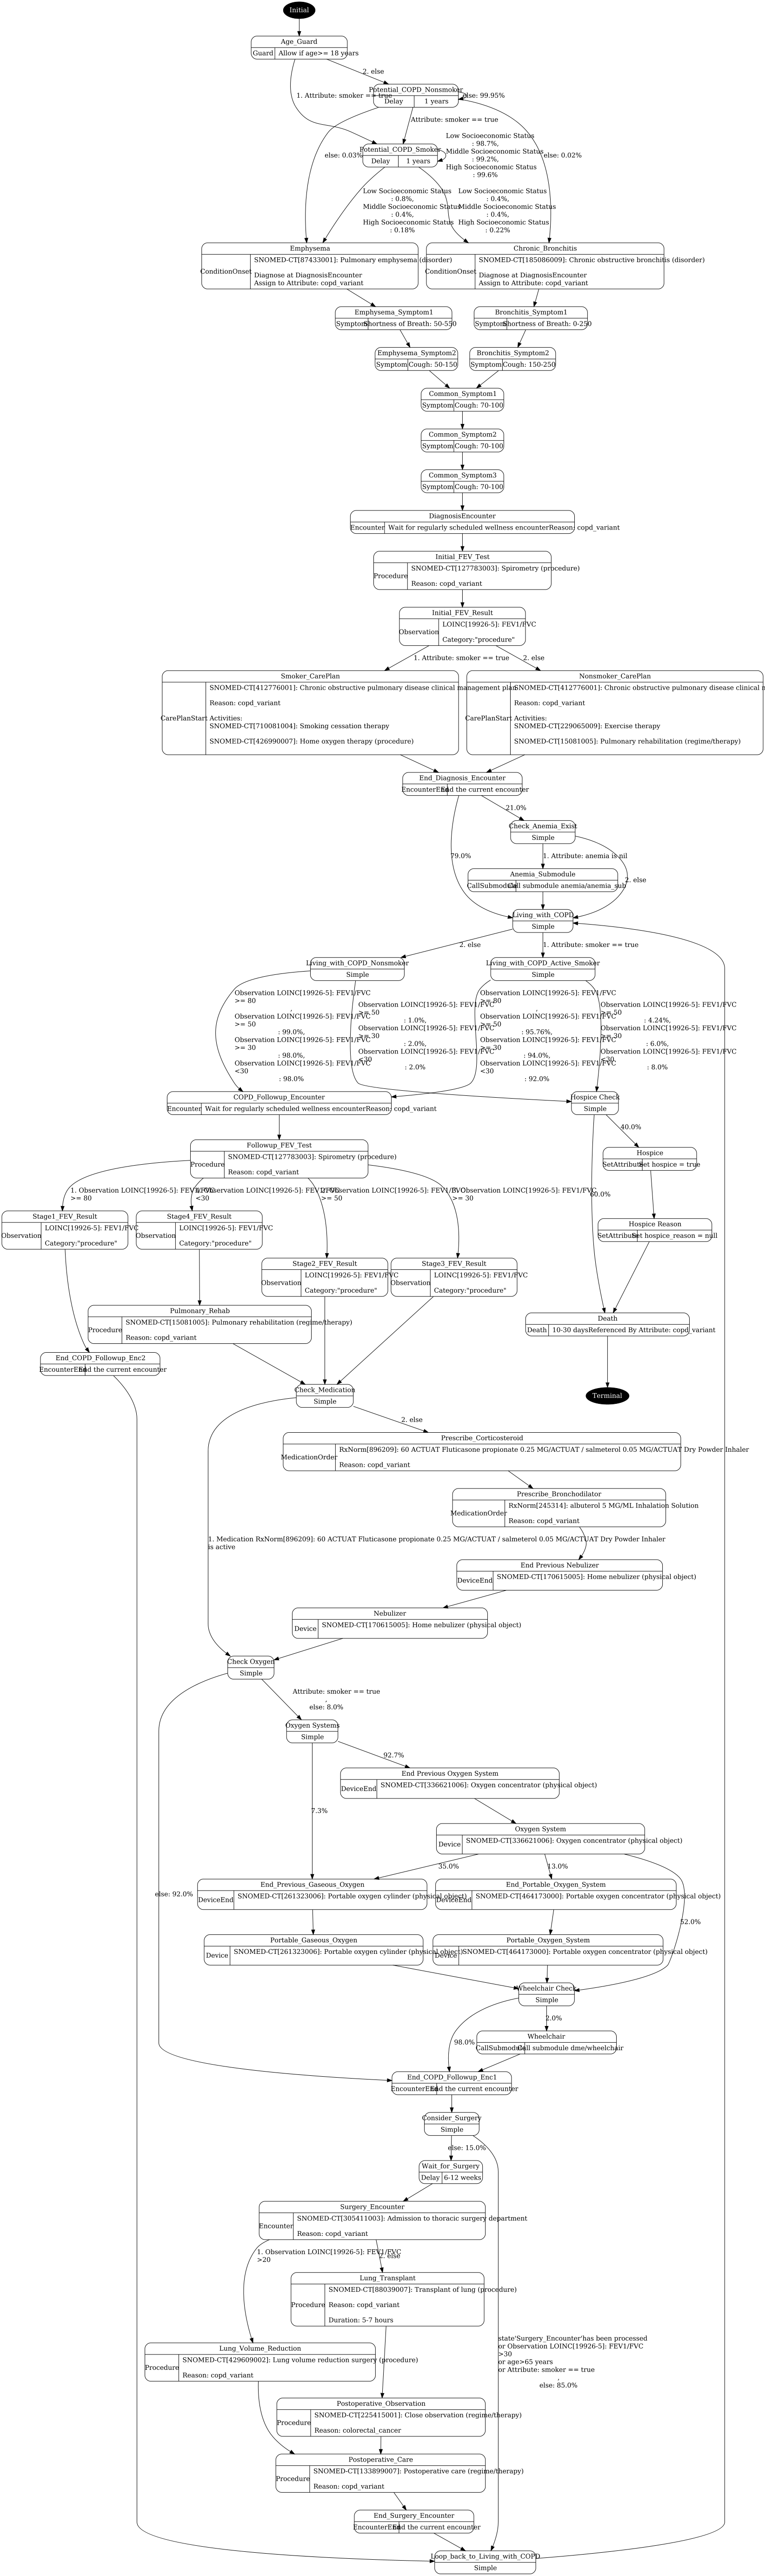 Initial
Age_Guard
Guard Allow if age>= 18 years
2. else
1. Attribute: smoker == true
Potential_COPD_Nonsmoker
Delay 1 years
else: 99.95%
Attribute: smoker == true
else: 0.03%
else: 0.02%
Potential_COPD_Smoker
Delay 1 years
Low Socioeconomic Status
: 98.7%,
Middle Socioeconomic Status
: 99.2%,
High Socioeconomic Status
: 99.6%
Low Socioeconomic Status
: 0.8%,
Middle Socioeconomic Status
: 0.4%,
High Socioeconomic Status
: 0.18%
Low Socioeconomic Status
: 0.4%,
Middle Socioeconomic Status
: 0.4%,
High Socioeconomic Status
: 0.22%
Emphysema
ConditionOnset
SNOMED-CT[87433001]: Pulmonary emphysema (disorder)
Diagnose at DiagnosisEncounter
Assign to Attribute: copd_variant
Chronic_Bronchitis
ConditionOnset
SNOMED-CT[185086009]: Chronic obstructive bronchitis (disorder)
Diagnose at DiagnosisEncounter
Assign to Attribute: copd_variant
Emphysema_Symptom1
Symptom Shortness of Breath: 50-550
Bronchitis_Symptom1
Symptom Shortness of Breath: 0-250
Emphysema_Symptom2
Symptom Cough: 50-150
Bronchitis_Symptom2
Symptom Cough: 150-250
Common_Symptom1
Symptom Cough: 70-100
Common_Symptom2
Symptom Cough: 70-100
Common_Symptom3
Symptom Cough: 70-100
DiagnosisEncounter
Encounter Wait for regularly scheduled wellness encounterReason: copd_variant
Initial_FEV_Test
Procedure
SNOMED-CT[127783003]: Spirometry (procedure)
Reason: copd_variant
Initial_FEV_Result
Observation
LOINC[19926-5]: FEV1/FVC
Category:"procedure"
1. Attribute: smoker == true
2. else
Smoker_CarePlan
CarePlanStart
SNOMED-CT[412776001]: Chronic obstructive pulmonary disease clinical management plan
Reason: copd_variant
Activities:
SNOMED-CT[710081004]: Smoking cessation therapy
SNOMED-CT[426990007]: Home oxygen therapy (procedure)
Nonsmoker_CarePlan
CarePlanStart
SNOMED-CT[412776001]: Chronic obstructive pulmonary disease clinical
Reason: copd_variant
Activities:
SNOMED-CT[229065009]: Exercise therapy
SNOMED-CT[15081005]: Pulmonary rehabilitation (regime/therapy)
End_Diagnosis_Encounter
EncounterEnd End the current encounter
21.0%
79.0%
Check_Anemia_Exist
Simple
1. Attribute: anemia is nil
2. else
Anemia_Submodule
CallSubmodule Call submodule anemia/anemia_sub
Living_with_COPD
Simple
2. else
1. Attribute: smoker == true
Living_with_COPD_Nonsmoker
Simple
Living_with_COPD_Active_Smoker
Simple
Observation LOINC[19926-5]: FEV1/FVC
>= 80
,
Observation LOINC[19926-5]: FEV1/FVC
>= 50
: 99.0%,
Observation LOINC[19926-5]: FEV1/FVC
>= 30
: 98.0%,
Observation LOINC[19926-5]: FEV1/FVC
<30
: 98.0%
Observation LOINC[19926-5]: FEV1/FVC
>= 50
: 1.0%,
Observation LOINC[19926-5]: FEV1/FVC
>= 30
: 2.0%,
Observation LOINC[19926-5]: FEV1/FVC
<30
: 2.0%
Observation LOINC[19926-5]: FEV1/FVC
>= 80
,
Observation LOINC[19926-5]: FEV1/FVC
>= 50
: 95.76%,
Observation LOINC[19926-5]: FEV1/FVC
>= 30
: 94.0%,
Observation LOINC[19926-5]: FEV1/FVC
<30
: 92.0%
Observation LOINC[19926-5]: FEV1/FVC
>= 50
: 4.24%,
Observation LOINC[19926-5]: FEV1/FVC
>= 30
: 6.0%,
Observation LOINC[19926-5]: FEV1/FVC
<30
: 8.0%
COPD_Followup_Encounter
Encounter Wait for regularly scheduled wellness encounterReason: copd_variant
Hospice Check
Simple
40.0%
60.0%
Followup_FEV_Test
Procedure
SNOMED-CT[127783003]: Spirometry (procedure)
Reason: copd_variant
Hospice
SetAttribute Set hospice = true
1. Observation LOINC[19926-5]: FEV1/FVC
>= 80
Observation LOINC[19926-5]: FEV1/FVC
<30
2. Observation LOINC[19926-5]: FEV1/FVC
>= 50
3. Observation LOINC[19926-5]: FEV1/FVC
>= 30
Stage1_FEV_Result
Observation
LOINC[19926-5]: FEV1/FVC
Category:"procedure"
Stage4_FEV_Result
Observation
LOINC[19926-5]: FEV1/FVC
Category:"procedure"
Hospice Reason
SetAttribute Set hospice_reason = null
Stage2_FEV_Result
Observation
LOINC[19926-5]: FEV1/FVC
Category:"procedure"
Stage3_FEV_Result
Observation
LOINC[19926-5]: FEV1/FVC
Category:"procedure"
Pulmonary_Rehab
Procedure
SNOMED-CT[15081005]: Pulmonary rehabilitation (regime/therapy)
Reason: copd_variant
Death
Death 10-30 daysReferenced By Attribute: copd_variant
End_COPD_Followup_Enc2
EncounterEnd End the current encounter
Check_Medication
Simple
Terminal
2. else
Prescribe_Corticosteroid
MedicationOrder
RxNorm[896209]: 60 ACTUAT Fluticasone propionate 0.25 MG/ACTUAT / salmeterol 0.05 MG/ACTUAT Dry Powder Inhaler
Reason: copd_variant
Prescribe_Bronchodilator
MedicationOrder
RxNorm[245314]: albuterol 5 MG/ML Inhalation Solution
Reason: copd_variant
1. Medication RxNorm[896209]: 60 ACTUAT Fluticasone propionate 0.25 MG/ACTUAT / salmeterol 0.05 MG/ACTUAT Dry Powder Inhaler
is active
End Previous Nebulizer
DeviceEnd
SNOMED-CT[170615005]: Home nebulizer (physical object)
Nebulizer
Device
SNOMED-CT[170615005]: Home nebulizer (physical object)
Check Oxygen
Simple
Attribute: smoker == true
,
else: 8.0%
Oxygen Systems
Simple
92.7%
7.3%
End Previous Oxygen System
DeviceEnd
SNOMED-CT[336621006]: Oxygen concentrator (physical object)
Oxygen System
Device
SNOMED-CT[336621006]: Oxygen concentrator (physical object)
35.0%
13.0%
52.0%
else: 92.0%
End_Previous_Gaseous_Oxygen
DeviceEnd
SNOMED-CT[261323006]: Portable oxygen cylinder (physical object)
End_Portable_Oxygen_System
DeviceEnd
SNOMED-CT[464173000]: Portable oxygen concentrator (physical object)
Portable_Gaseous_Oxygen
Device
SNOMED-CT[261323006]: Portable oxygen cylinder (physical object)
Portable_Oxygen_System
Device
SNOMED-CT[464173000]: Portable oxygen concentrator (physical object)
Wheelchair Check
Simple
2.0%
98.0%
Wheelchair
CallSubmodule Call submodule dme/wheelchair
End_COPD_Followup_Enc1
EncounterEnd End the current encounter
Consider_Surgery
Simple
else: 15.0%
Wait_for_Surgery
Delay 6-12 weeks
Surgery_Encounter
Encounter
SNOMED-CT[305411003]: Admission to thoracic surgery department
Reason: copd_variant
1. Observation LOINC[19926-5]: FEV1/FVC
>20
2. else
Lung_Transplant
Procedure
SNOMED-CT[88039007]: Transplant of lung (procedure)
Reason: copd_variant
Duration: 5-7 hours
state'Surgery_Encounter'has been processed
or Observation LOINC[19926-5]: FEV1/FVC
>30
or age>65 years
or Attribute: smoker == true
,
else: 85.0%
Lung_Volume_Reduction
Procedure
SNOMED-CT[429609002]: Lung volume reduction surgery (procedure)
Reason: copd_variant
Postoperative_Observation
Procedure
SNOMED-CT[225415001]: Close observation (regime/therapy)
Reason: colorectal_cancer
Postoperative_Care
Procedure
SNOMED-CT[133899007]: Postoperative care (regime/therapy)
Reason: copd_variant
End_Surgery_Encounter
EncounterEnd End the current encounter
Loop_back_to_Living_with_COPD
Simple